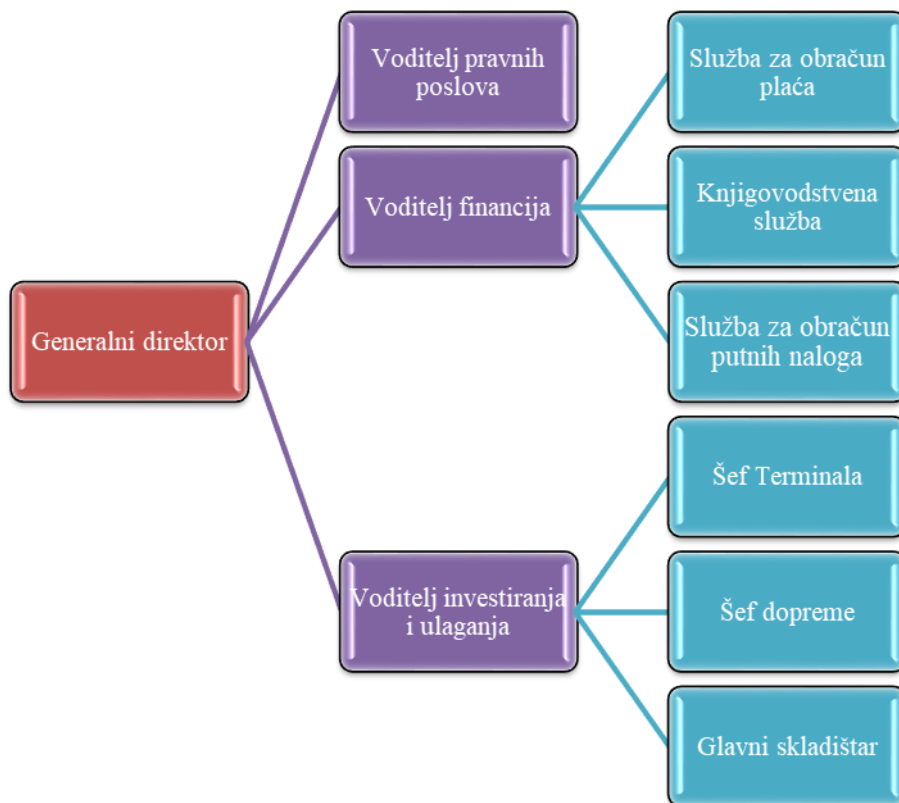 Generalni direktor
Voditelj pravnih
poslova
Voditelj financija
Služba za obračun
plaća
Knjigovodstvena
služba
Služba za obračun
putnih naloga
Voditelj investiranja
i ulaganja
Šef Terminala
Šef dopreme
Glavni skladištar